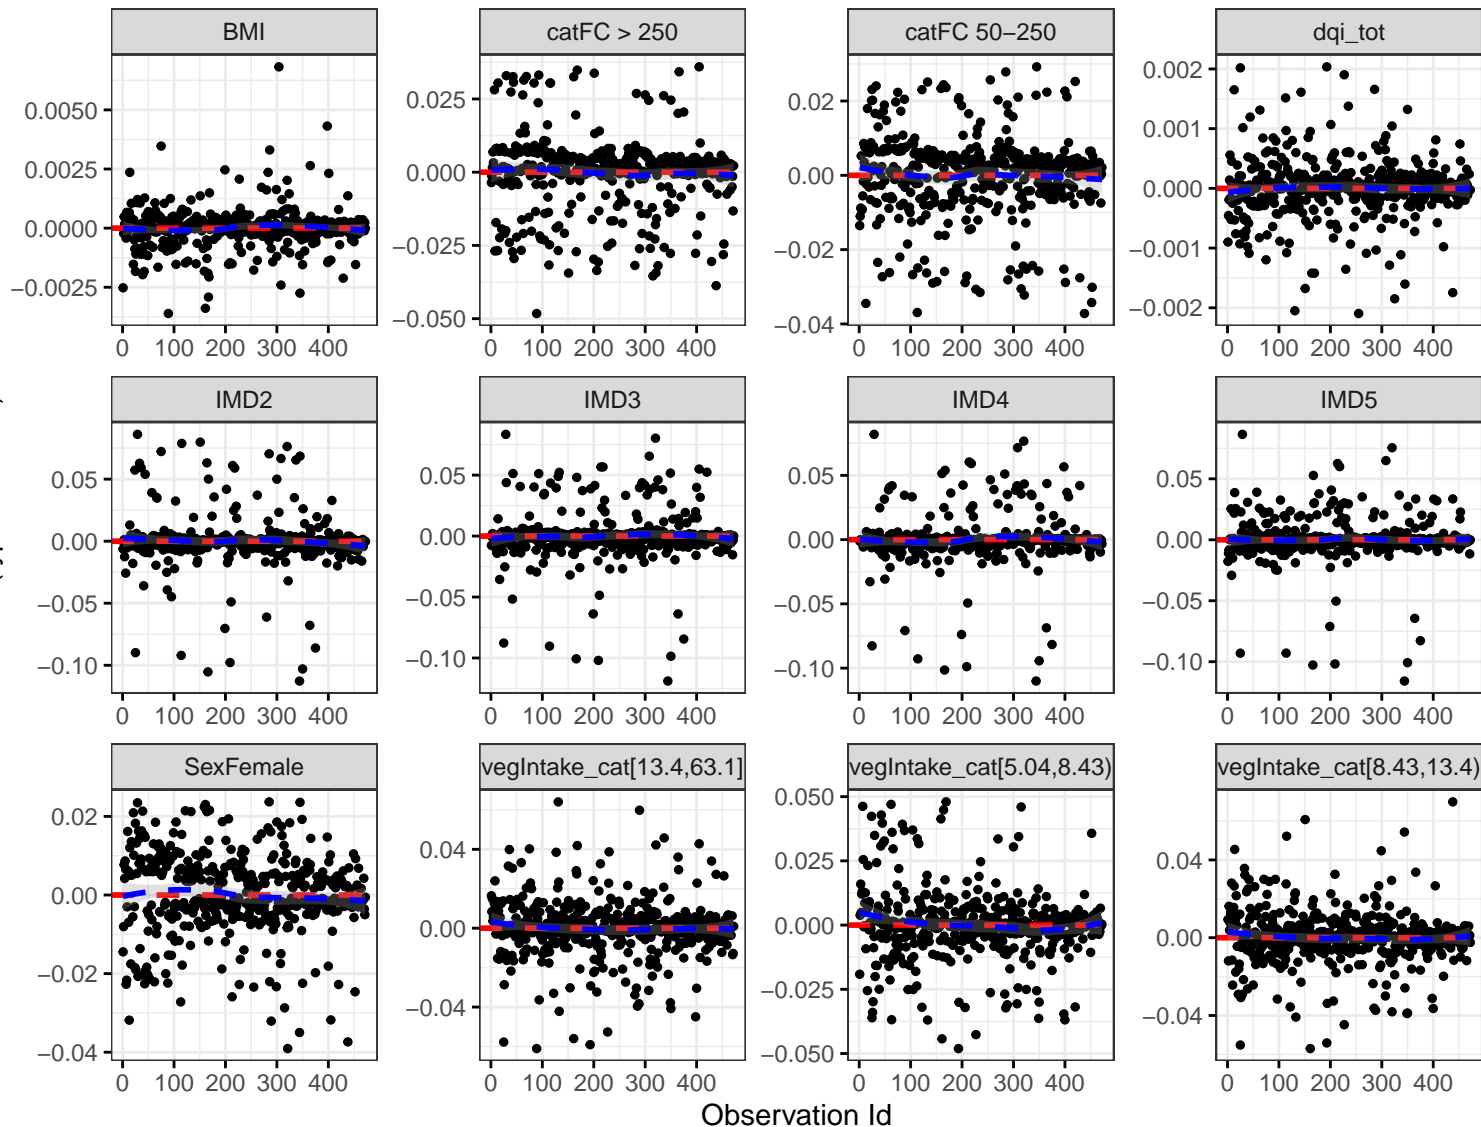 BMI
catFC > 250
catFC 50−250
dqi_tot
0.0050
0.0025
0.0000
−0.0025
0.025
0.000
−0.025
−0.050
0.02
0.00
−0.02
−0.04
0.002
0.001
0.000
−0.001
−0.002
0 100 200 300 400
0 100 200 300 400
0 100 200 300 400
0 100 200 300 400
IMD2
IMD3
IMD4
IMD5
0.05
0.00
−0.05
−0.10
0.05
0.00
−0.05
−0.10
0.05
0.00
−0.05
−0.10
0.05
0.00
−0.05
−0.10
0 100 200 300 400
0 100 200 300 400
0 100 200 300 400
0 100 200 300 400
SexFemale
vegIntake_cat[13.4,63.1]
vegIntake_cat[5.04,8.43)
vegIntake_cat[8.43,13.4)
0.02
0.00
−0.02
−0.04
0.04
0.00
−0.04
0.050
0.025
0.000
−0.025
−0.050
0.04
0.00
−0.04
0 100 200 300 400
0 100 200 300 400
0 100 200 300 400
0 100 200 300 400
Observation Id